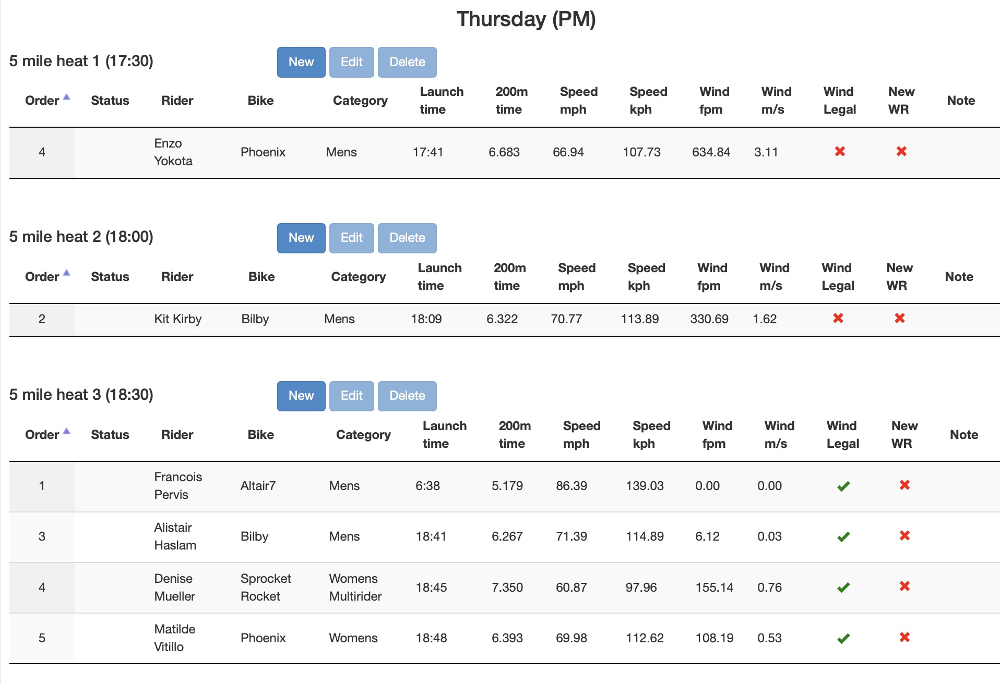 Thursday (PM)
5 mile heat 1 (17:30) New Edit Delete
Order Status Rider Bike Category Launch time 200m time Speed mph Speed kph Wind fpm Wind m/s Wind Legal New WR Note
4 Enzo Yokota Phoenix Mens 17:41 6.683 66.94 107.73 634.84 3.11
5 mile heat 2 (18:00) New Edit Delete
Order Status Rider Bike Category Launch time 200m time Speed mph Speed kph Wind fpm Wind m/s Wind Legal New WR Note
2 Kit Kirby Bilby Mens 18:09 6.322 70.77 113.89 330.69 1.62
5 mile heat 3 (18:30) New Edit Delete
Order Status Rider Bike Category Launch time 200m time Speed mph Speed kph Wind fpm Wind m/s Wind Legal New WR Note
1 Francois Pervis Altair7 Mens 6:38 5.179 86.39 139.03 0.00 0.00
3 Alistair Haslam Bilby Mens 18:41 6.267 71.39 114.89 6.12 0.03
4 Denise Mueller Sprocket Rocket Womens Multirider 18:45 7.350 60.87 97.96 155.14 0.76
5 Matilde Vitillo Phoenix Womens 18:48 6.393 69.98 112.62 108.19 0.53